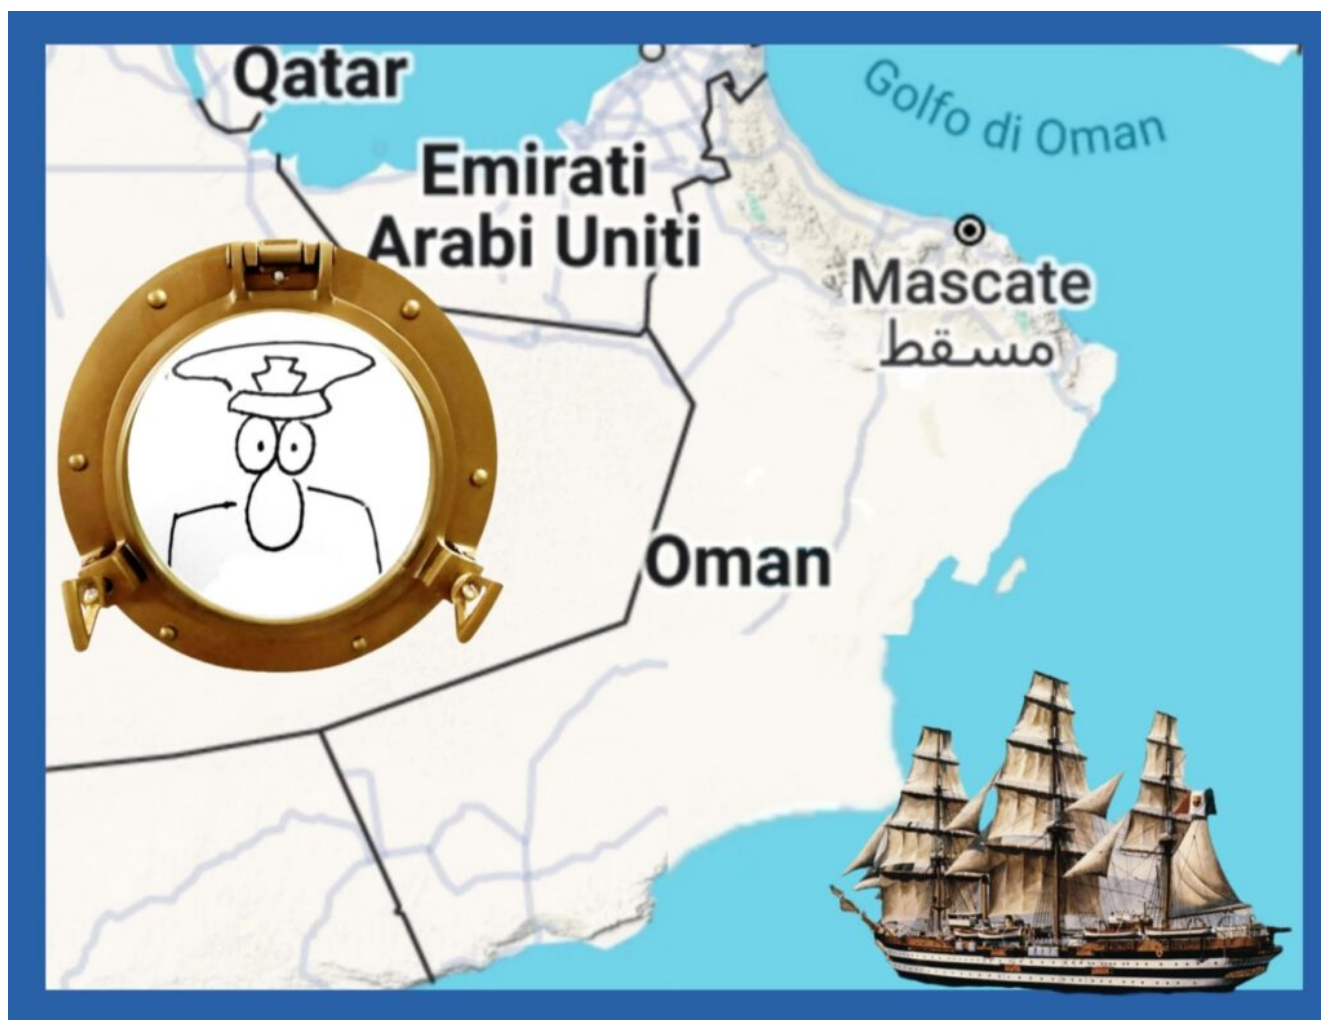 Qatar
Golfo di Oman
Emirati
Arabi Uniti
Mascate
مسقط
Oman